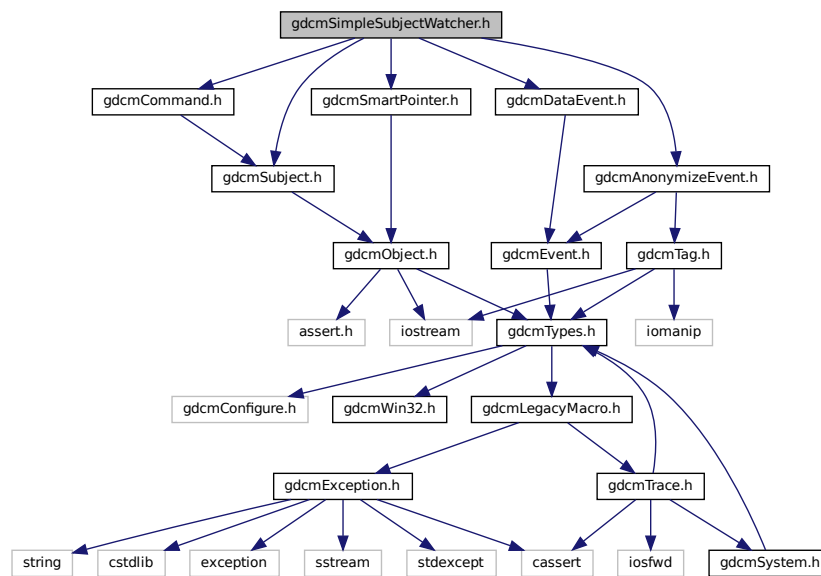 gdcmSimpleSubjectWatcher.h
gdcmCommand.h
gdcmSmartPointer.h
gdcmDataEvent.h
gdcmSubject.h
gdcmAnonymizeEvent.h
gdcmObject.h
gdcmEvent.h
gdcmTag.h
assert.h
iostream
gdcmTypes.h
iomanip
gdcmConfigure.h
gdcmWin32.h
gdcmLegacyMacro.h
gdcmException.h
gdcmTrace.h
string
cstdlib
exception
sstream
stdexcept
cassert
iosfwd
gdcmSystem.h